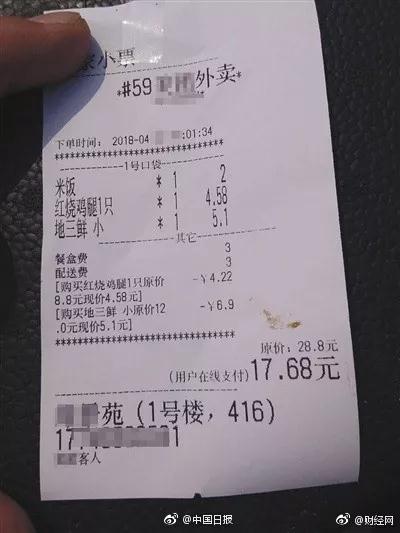 家小票
*#59 外卖*
下单时间: 2018-04 :01:34
********************************
1号口袋
米饭 * 1 2
红烧鸡腿1只 * 1 4.58
地三鲜 小 * 1 5.1
其它
餐盒费 3
配送费 3
[购买红烧鸡腿1只原价 -￥4.22
8.8元现价4.58元]
[购买地三鲜 小原价12 -￥6.9
.0元现价5.1元]
********************************
原价: 28.8元
(用户在线支付)17.68元
苑 (1号楼, 416)
17 1
客人
@中国日报
@财经网